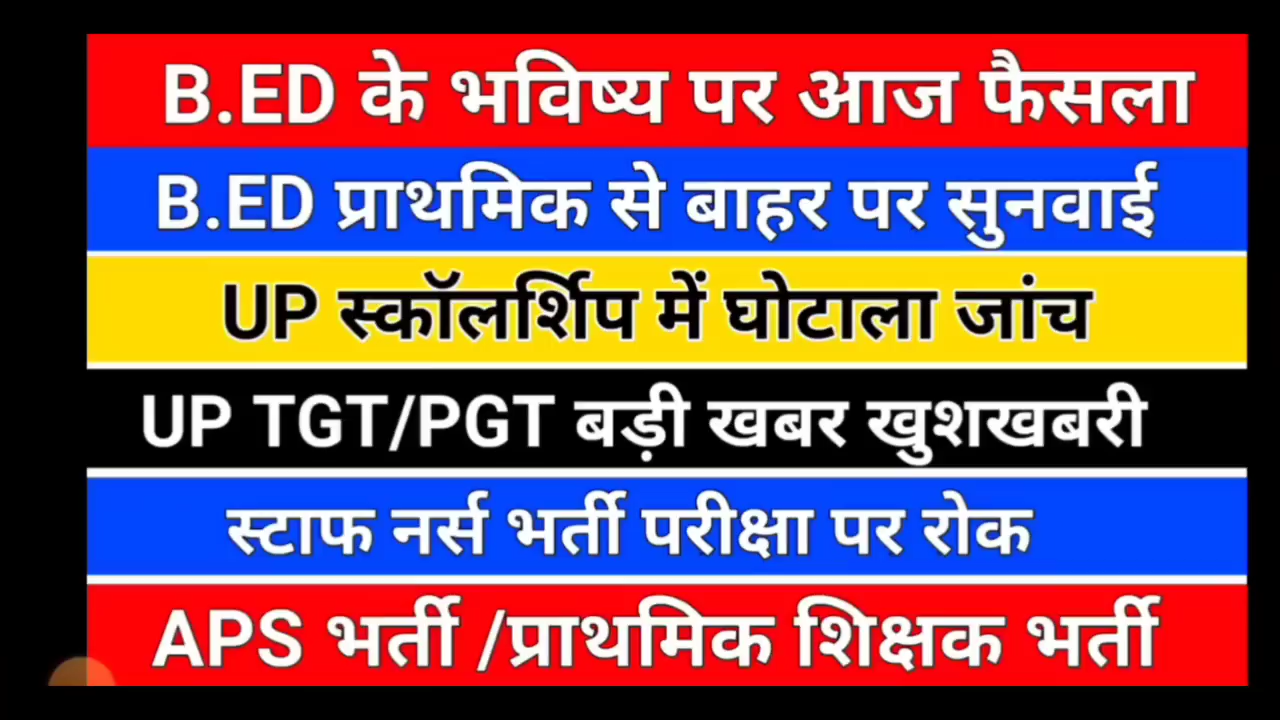 B.ED के भविष्य पर आज फैसला
B.ED प्राथमिक से बाहर पर सुनवाई
UP स्कॉलर्शिप में घोटाला जांच
UP TGT/PGT बड़ी खबर खुशखबरी
स्टाफ नर्स भर्ती परीक्षा पर रोक
APS भर्ती /प्राथमिक शिक्षक भर्ती